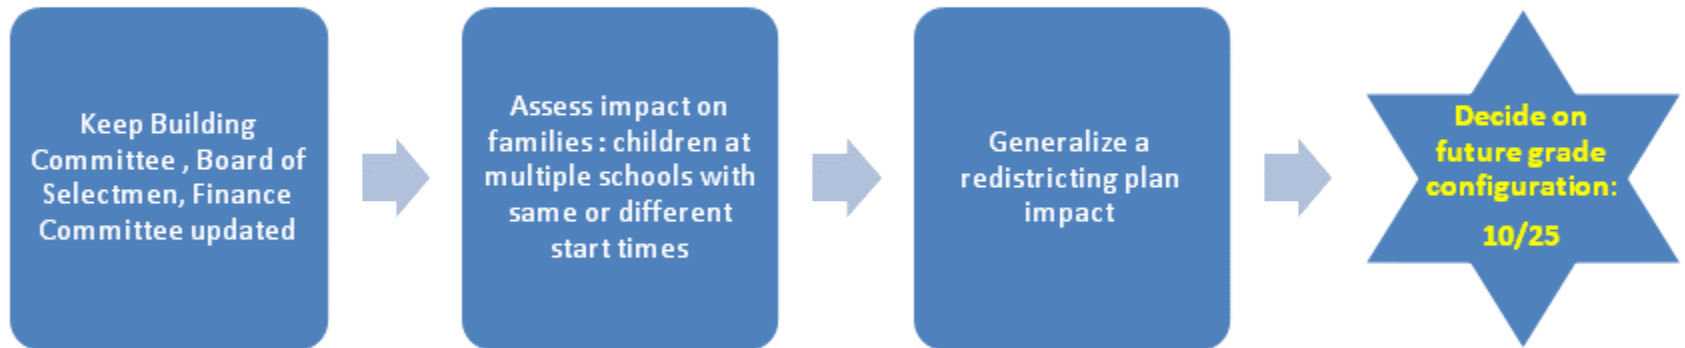 Keep Building
Committee , Board of
Selectmen, Finance
Committee updated
Assess impact on
families : children at
multiple schools with
same or different
start times
Generalize a
redistricting plan
impact
Decide on
future grade
configuration:
10/25